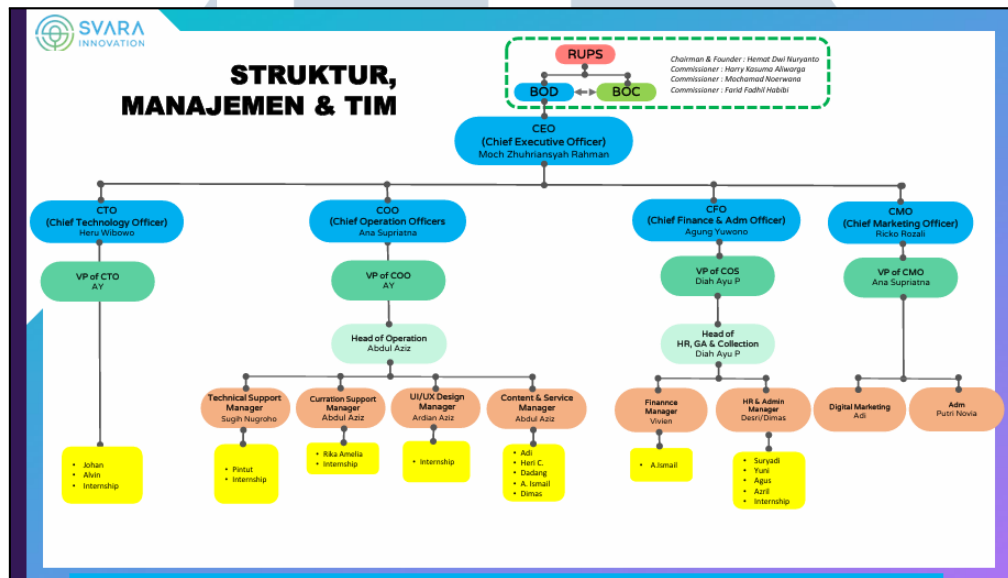 SVARA
INNOVATION
STRUKTUR,
MANAJEMEN & TIM
RUPS
BOD
BOC
Chairman & Founder : Hemat Dwi Nuryanto
Commissioner : Harry Kasuma Aliwarga
Commissioner : Mochamad Noerwana
Commissioner : Farid Fadhil Habibi
CEO
(Chief Executive Officer)
Moch Zhuhriansyah Rahman
CTO
(Chief Technology Officer)
Heru Wibowo
COO
(Chief Operation Officers
Ana Supriatna
CFO
(Chief Finance & Adm Officer)
Agung Yuwono
CMO
(Chief Marketing Officer)
Ricko Rozali
VP of CTO
AY
VP of COO
AY
VP of COS
Diah Ayu P
VP of CMO
Ana Supriatna
Head of Operation
Abdul Aziz
Head of
HR, GA & Collection
Diah Ayu P
Technical Support
Manager
Sugih Nugroho
Curration Support
Manager
Abdul Aziz
UI/UX Design
Manager
Ardian Aziz
Content & Service
Manager
Abdul Aziz
Finannce
Manager
Vivien
HR & Admin
Manager
Desri/Dimas
Digital Marketing
Adi
Adm
Putri Novia
• Johan
• Alvin
• Internship
• Pintut
• Internship
• Rika Amelia
• Internship
• Internship
• Adi
• Heri C.
• Dadang
• A. Ismail
• Dimas
• A.Ismail
• Suryadi
• Yuni
• Agus
• Azril
• Internship